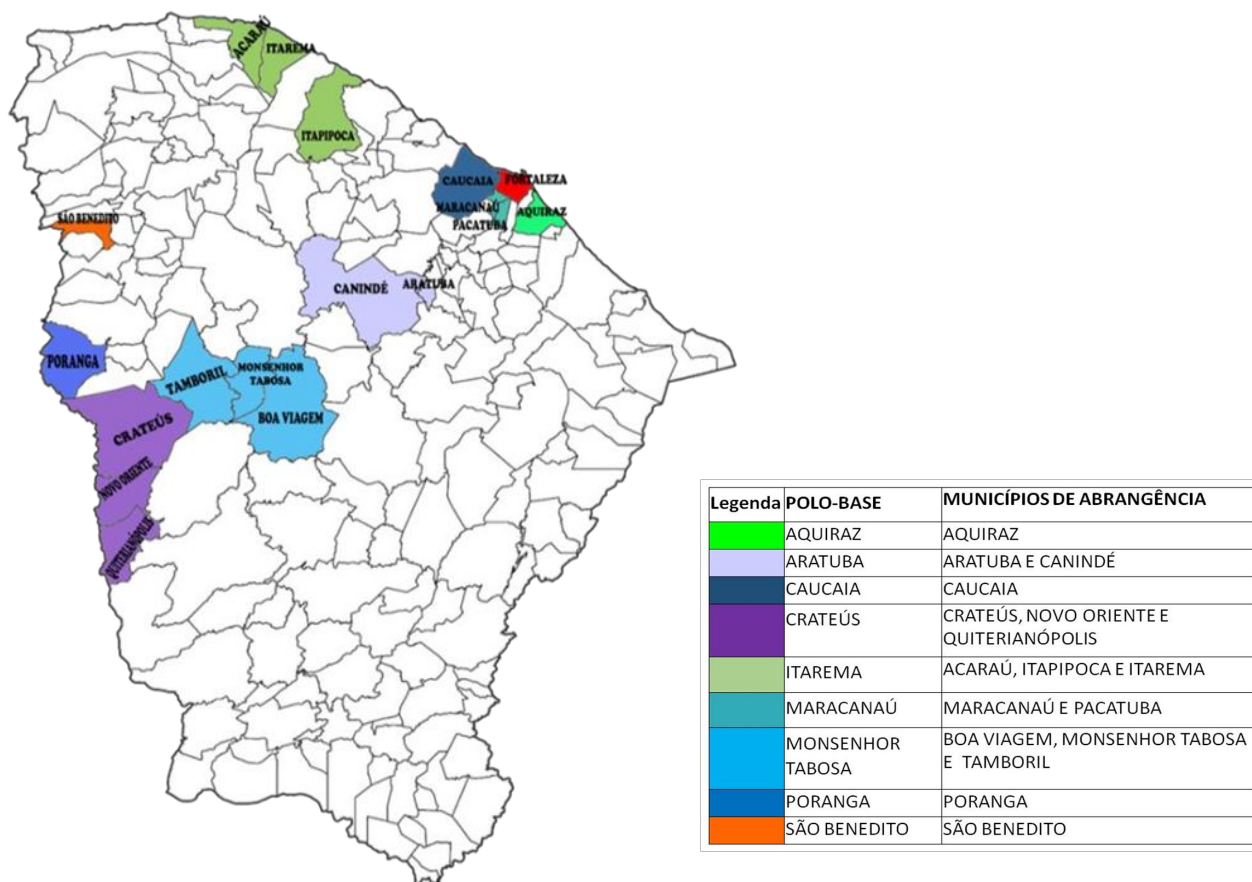 ACARAÚ
ITAREMA
ITAPIPOCA
CAUCAIA
FORTALEZA
MARACANAÚ
AQUIRAZ
PACATUBA
SÃO BENEDITO
CANINDÉ
ARATUBA
PORANGA
TAMBORIL
MONSENHOR
TABOSA
BOA VIAGEM
CRATEÚS
NOVO ORIENTE
QUITERIANÓPOLIS
Legenda POLO-BASE MUNICÍPIOS DE ABRANGÊNCIA
AQUIRAZ AQUIRAZ
ARATUBA ARATUBA E CANINDÉ
CAUCAIA CAUCAIA
CRATEÚS CRATEÚS, NOVO ORIENTE E
QUITERIANÓPOLIS
ITAREMA ACARAÚ, ITAPIPOCA E ITAREMA
MARACANAÚ MARACANAÚ E PACATUBA
MONSENHOR BOA VIAGEM, MONSENHOR TABOSA
TABOSA E TAMBORIL
PORANGA PORANGA
SÃO BENEDITO SÃO BENEDITO